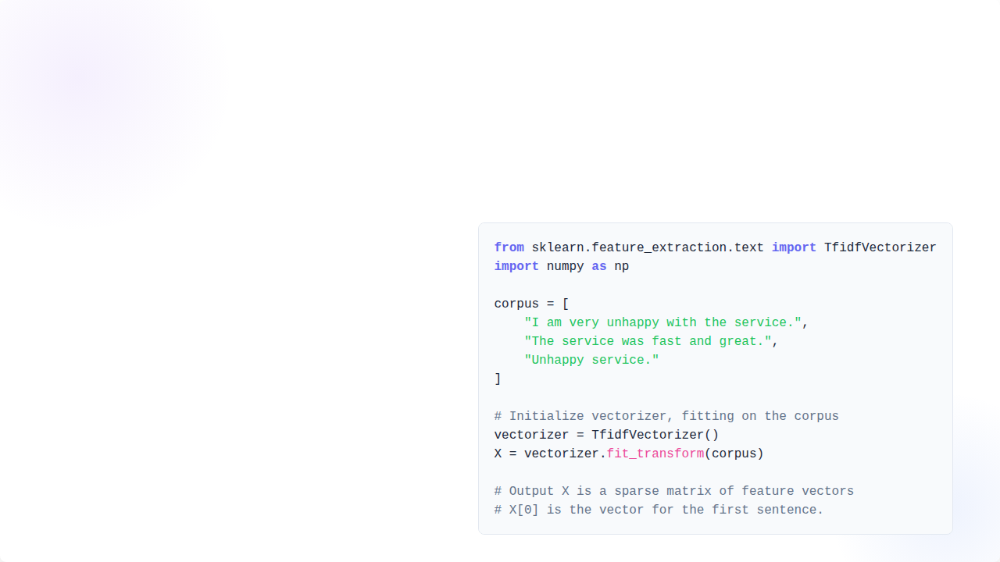 from sklearn.feature_extraction.text import TfidfVectorizer
import numpy as np

corpus = [
    "I am very unhappy with the service.",
    "The service was fast and great.",
    "Unhappy service."
]

# Initialize vectorizer, fitting on the corpus
vectorizer = TfidfVectorizer()
X = vectorizer.fit_transform(corpus)

# Output X is a sparse matrix of feature vectors
# X[0] is the vector for the first sentence.